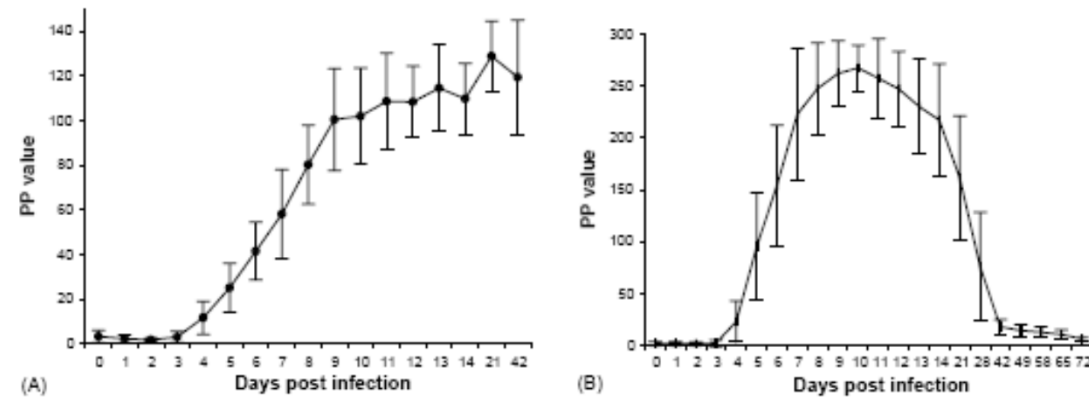 140
120
100
80
60
40
20
0
PP value
0 1 2 3 4 5 6 7 8 9 10 11 12 13 14 21 42
Days post infection
(A)
300
250
200
150
300
50
0
PP value
0 1 2 3 4 5 6 7 8 9 10 11 12 13 14 21 28 42 49 58 65 72
Days post infection
(B)